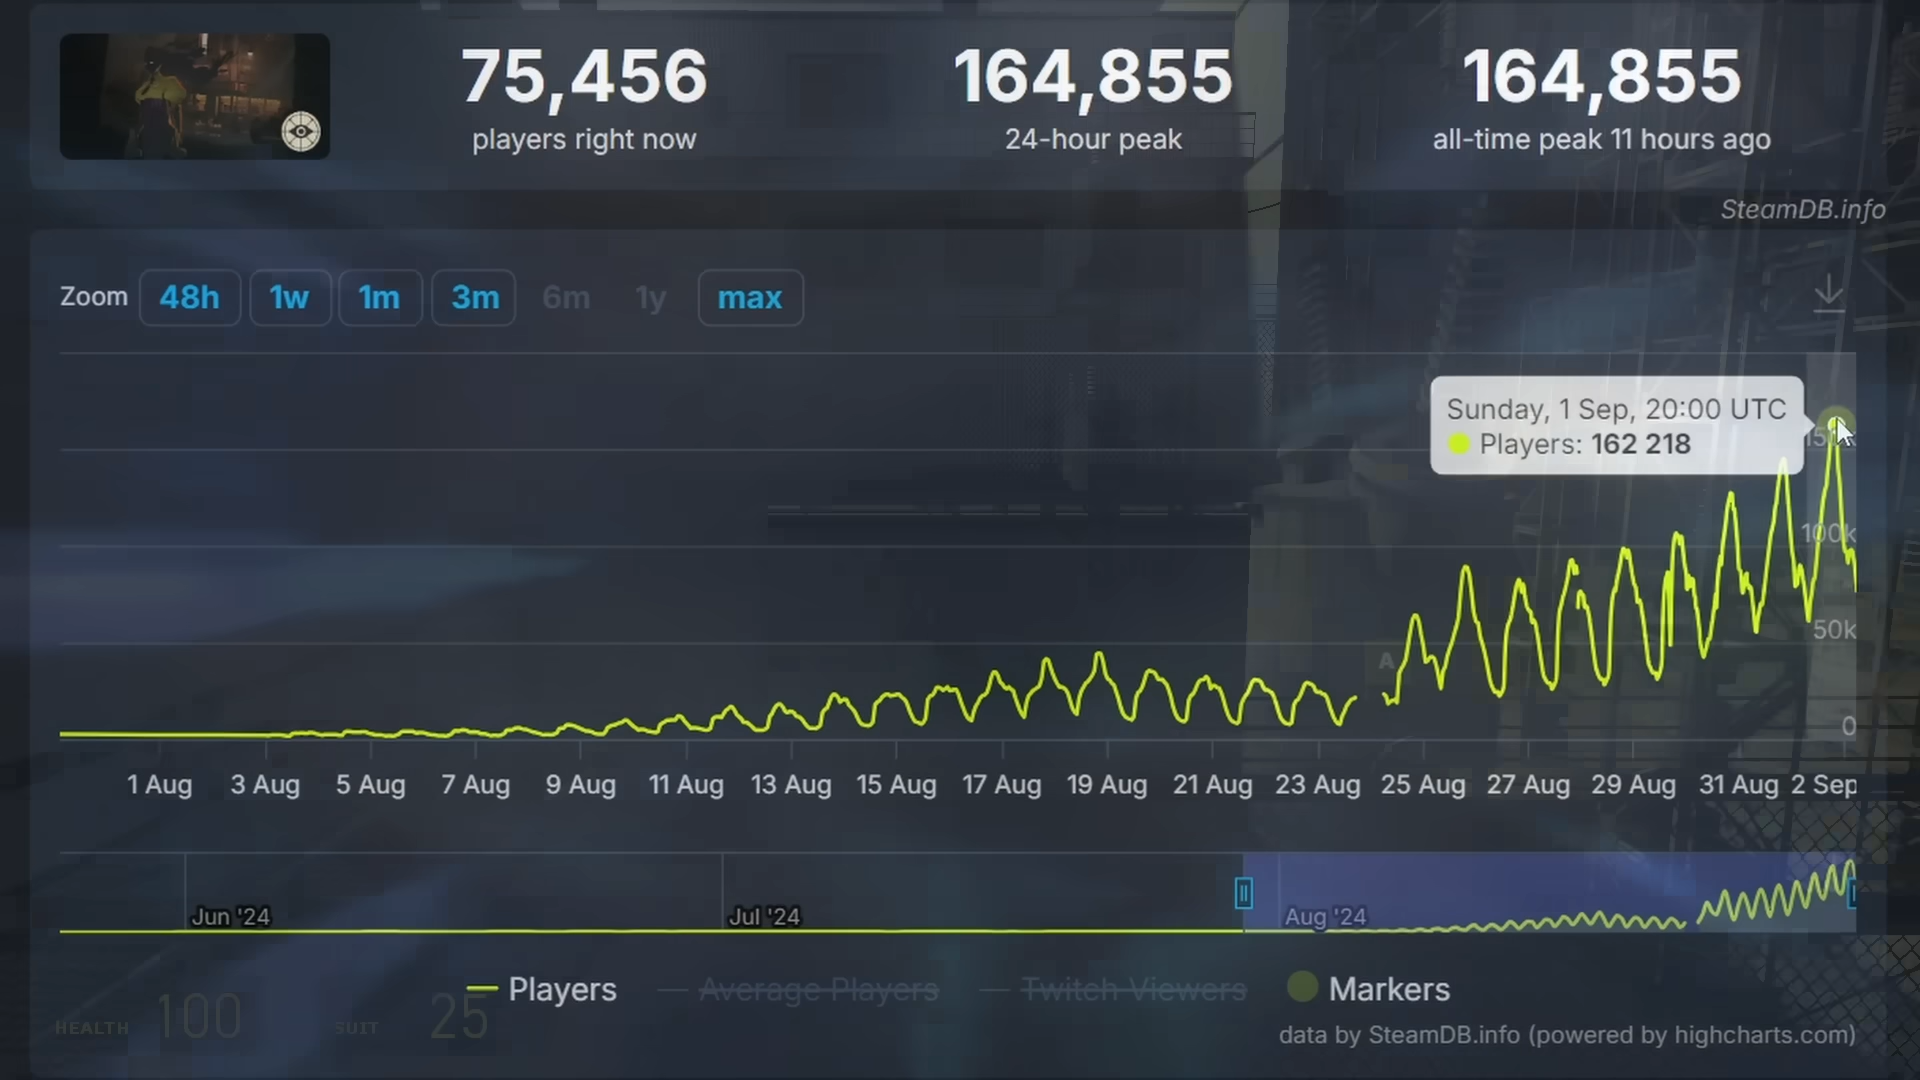 75,456
players right now
164,855
24-hour peak
164,855
all-time peak 11 hours ago
SteamDB.info
Zoom 48h 1w 1m 3m 6m 1y max
Sunday, 1 Sep, 20:00 UTC
Players: 162 218
100k
50k
A
0
1 Aug 3 Aug 5 Aug 7 Aug 9 Aug 11 Aug 13 Aug 15 Aug 17 Aug 19 Aug 21 Aug 23 Aug 25 Aug 27 Aug 29 Aug 31 Aug 2 Sep
Jun '24 Jul '24 Aug '24
Players Average Players Twitch Viewers Markers
HEALTH 100 SUIT 25
data by SteamDB.info (powered by highcharts.com)